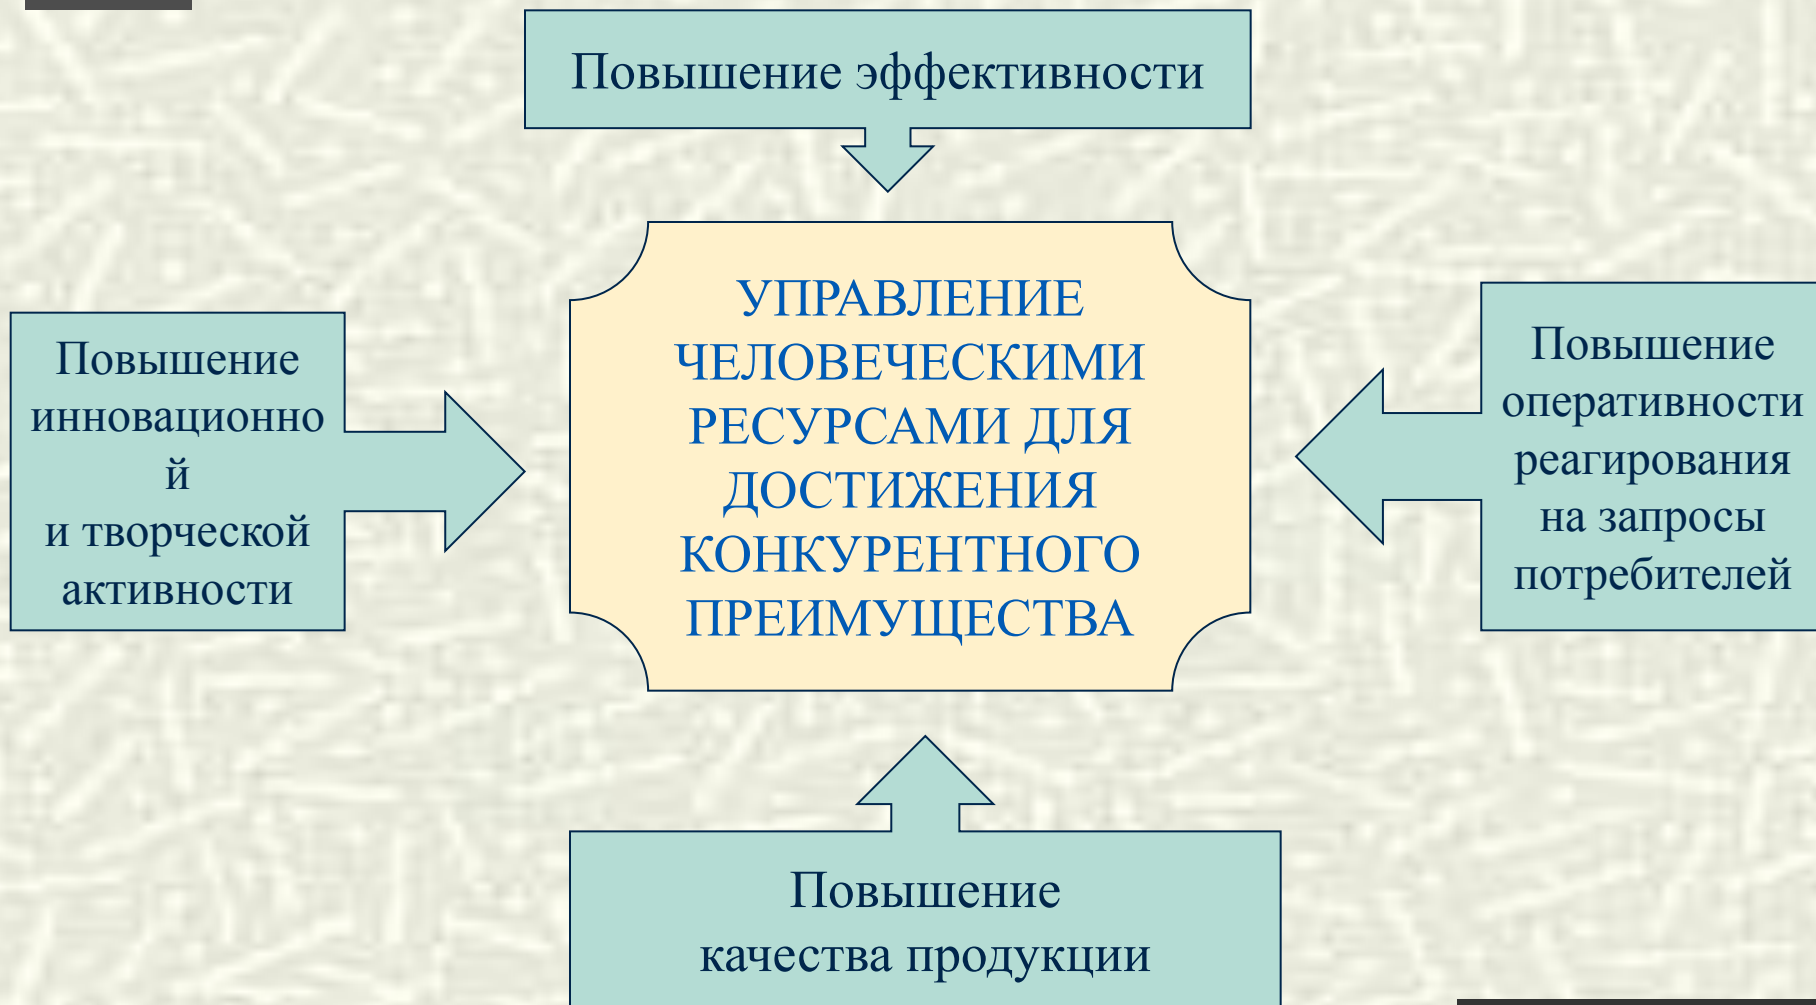 Повышение эффективности
УПРАВЛЕНИЕ
ЧЕЛОВЕЧЕСКИМИ
РЕСУРСАМИ ДЛЯ
ДОСТИЖЕНИЯ
КОНКУРЕНТНОГО
ПРЕИМУЩЕСТВА
Повышение
инновационно
й
и творческой
активности
Повышение
оперативности
реагирования
на запросы
потребителей
Повышение
качества продукции